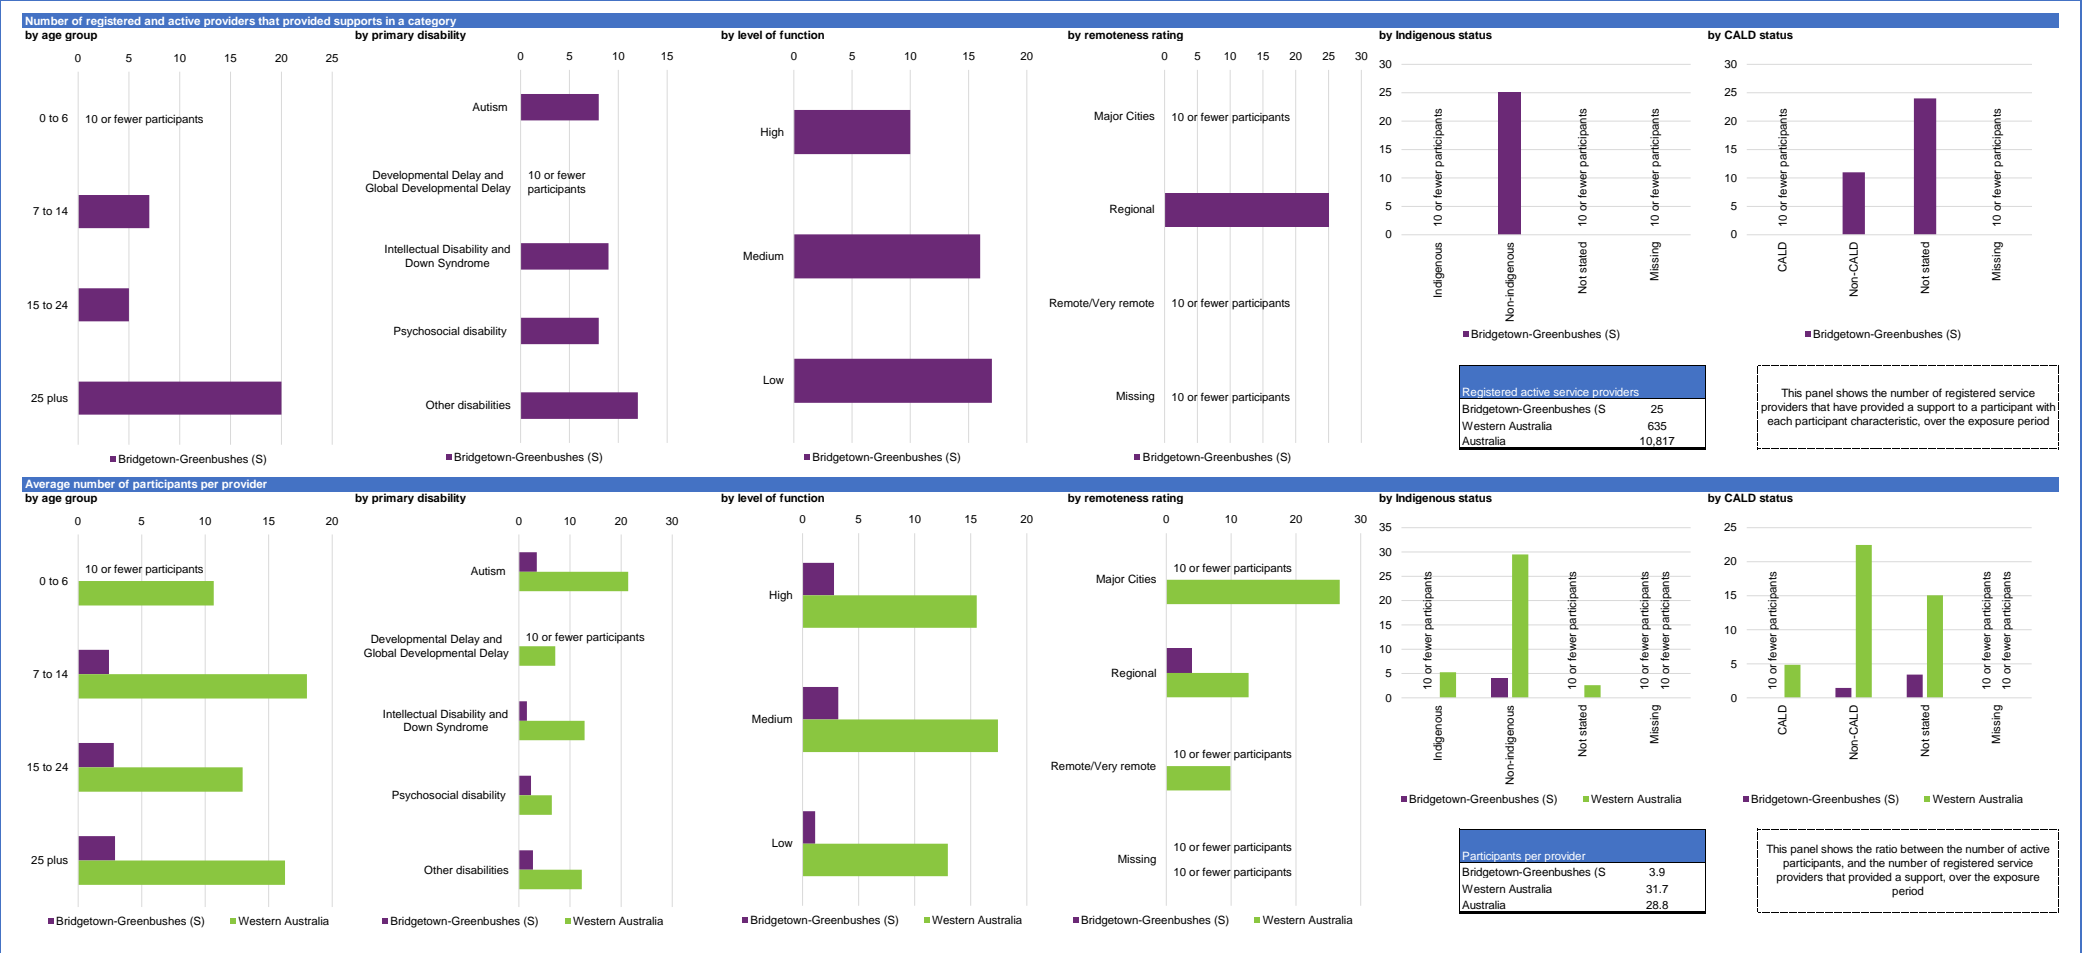 Number of registered and active providers that provided supports in a category
by age group
0 5 10 15 20 25
0 to 6
10 or fewer participants
7 to 14
15 to 24
25 plus
Bridgetown-Greenbushes (S)
by primary disability
0 5 10 15
Autism
Developmental Delay and
Global Developmental Delay
10 or fewer
participants
Intellectual Disability and
Down Syndrome
Psychosocial disability
Other disabilities
Bridgetown-Greenbushes (S)
by level of function
0 5 10 15 20
High
Medium
Low
Bridgetown-Greenbushes (S)
by remoteness rating
0 5 10 15 20 25 30
Major Cities
10 or fewer participants
Regional
Remote/Very remote
10 or fewer participants
Missing
10 or fewer participants
Bridgetown-Greenbushes (S)
by Indigenous status
30
25
20
15
10
5
0
10 or fewer participants
10 or fewer participants
10 or fewer participants
Indigenous
Non-indigenous
Not stated
Missing
Bridgetown-Greenbushes (S)
by CALD status
30
25
20
15
10
5
0
10 or fewer participants
10 or fewer participants
CALD
Non-CALD
Not stated
Missing
Bridgetown-Greenbushes (S)
Registered active service providers
Bridgetown-Greenbushes (S 25
Western Australia 635
Australia 10,817
This panel shows the number of registered service
providers that have provided a support to a participant with
each participant characteristic, over the exposure period
Average number of participants per provider
by age group
0 5 10 15 20
0 to 6
10 or fewer participants
7 to 14
15 to 24
25 plus
Bridgetown-Greenbushes (S) Western Australia
by primary disability
0 10 20 30
Autism
Developmental Delay and
Global Developmental Delay
10 or fewer participants
Intellectual Disability and
Down Syndrome
Psychosocial disability
Other disabilities
Bridgetown-Greenbushes (S) Western Australia
by level of function
0 5 10 15 20
High
Medium
Low
Bridgetown-Greenbushes (S) Western Australia
by remoteness rating
0 10 20 30
Major Cities
10 or fewer participants
Regional
Remote/Very remote
10 or fewer participants
Missing
10 or fewer participants
10 or fewer participants
Bridgetown-Greenbushes (S) Western Australia
by Indigenous status
35
30
25
20
15
10
5
0
10 or fewer participants
10 or fewer participants
10 or fewer participants
10 or fewer participants
Indigenous
Non-indigenous
Not stated
Missing
Bridgetown-Greenbushes (S) Western Australia
by CALD status
25
20
15
10
5
0
10 or fewer participants
10 or fewer participants
10 or fewer participants
CALD
Non-CALD
Not stated
Missing
Bridgetown-Greenbushes (S) Western Australia
Participants per provider
Bridgetown-Greenbushes (S 3.9
Western Australia 31.7
Australia 28.8
This panel shows the ratio between the number of active
participants, and the number of registered service
providers that provided a support, over the exposure
period